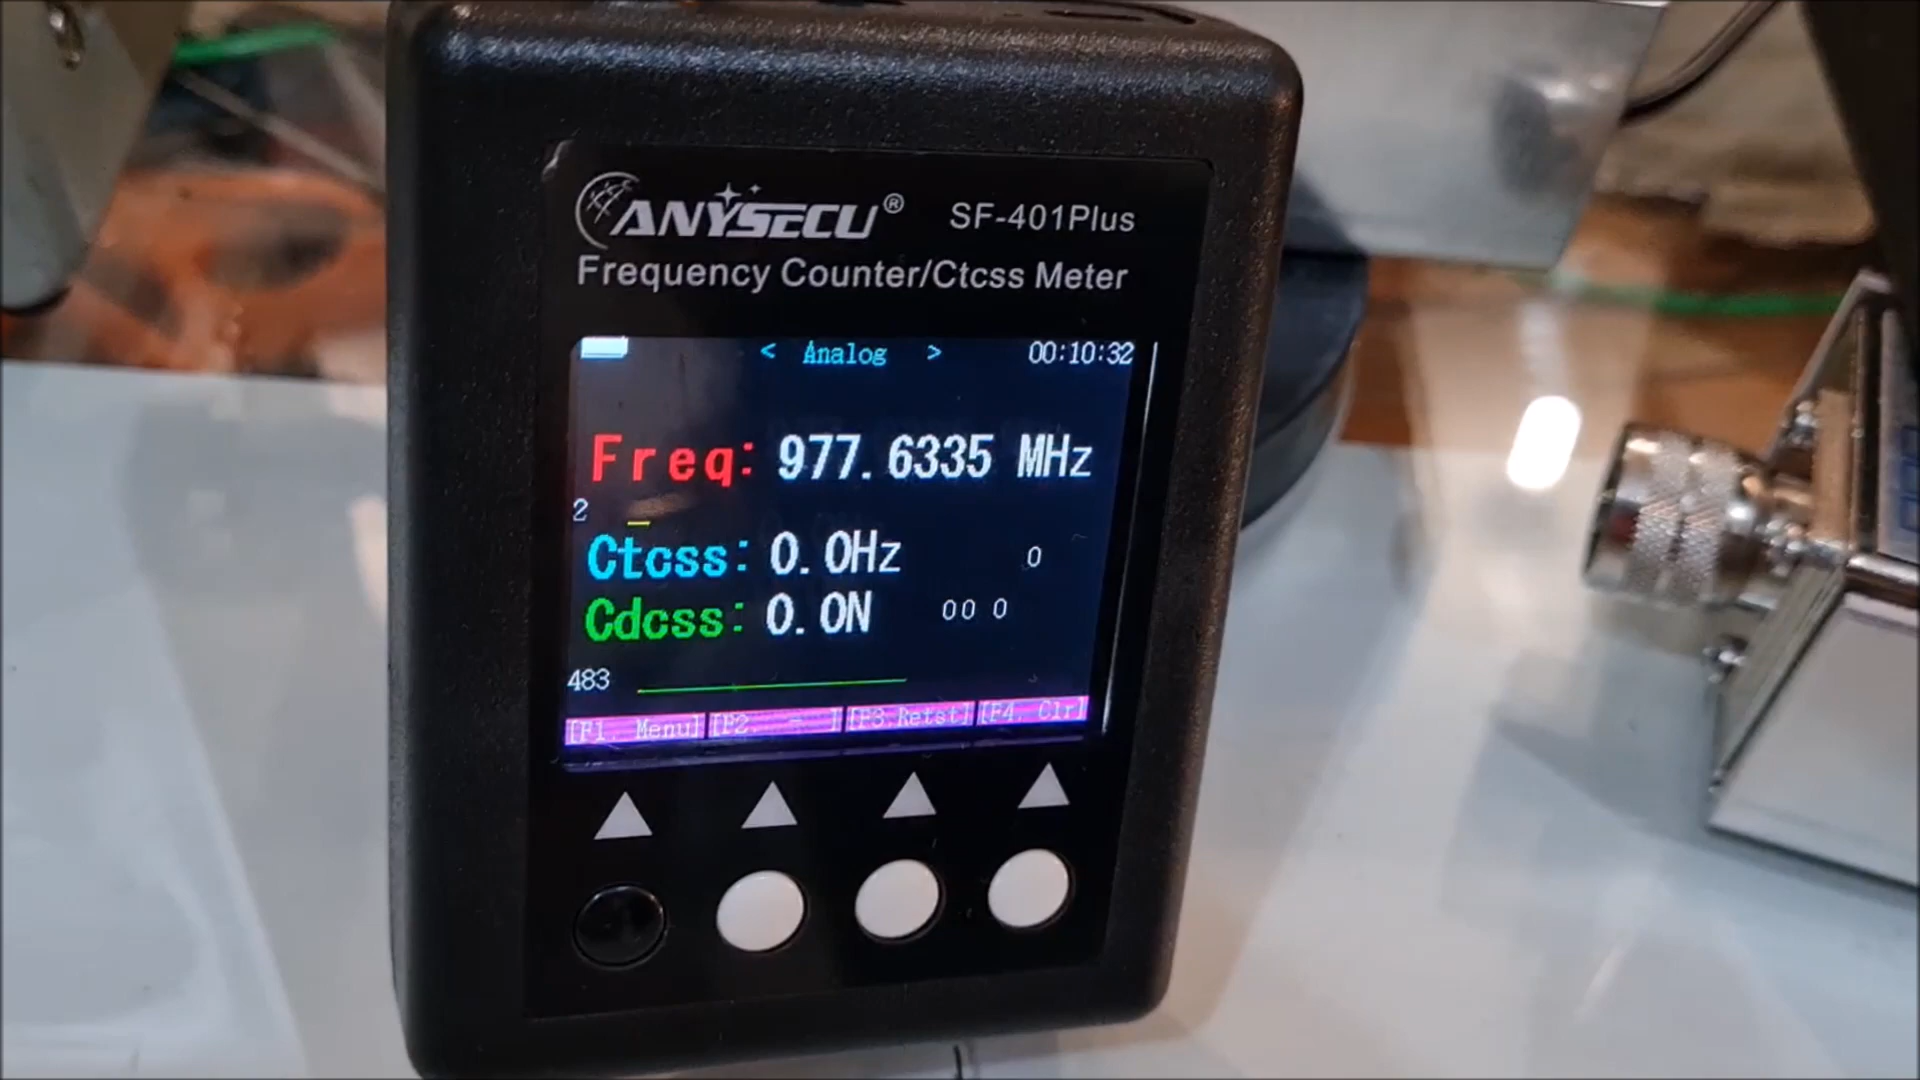 ANYSECU® SF-401Plus
Frequency Counter/Ctcss Meter
< Analog > 00:10:32
Freq: 977.6335 MHz
2
Ctcss: 0.0Hz 0
Cdcss: 0.0N 00 0
483
[F1. Menu] [F2. - ] [F3.Retst] [F4. Clr]